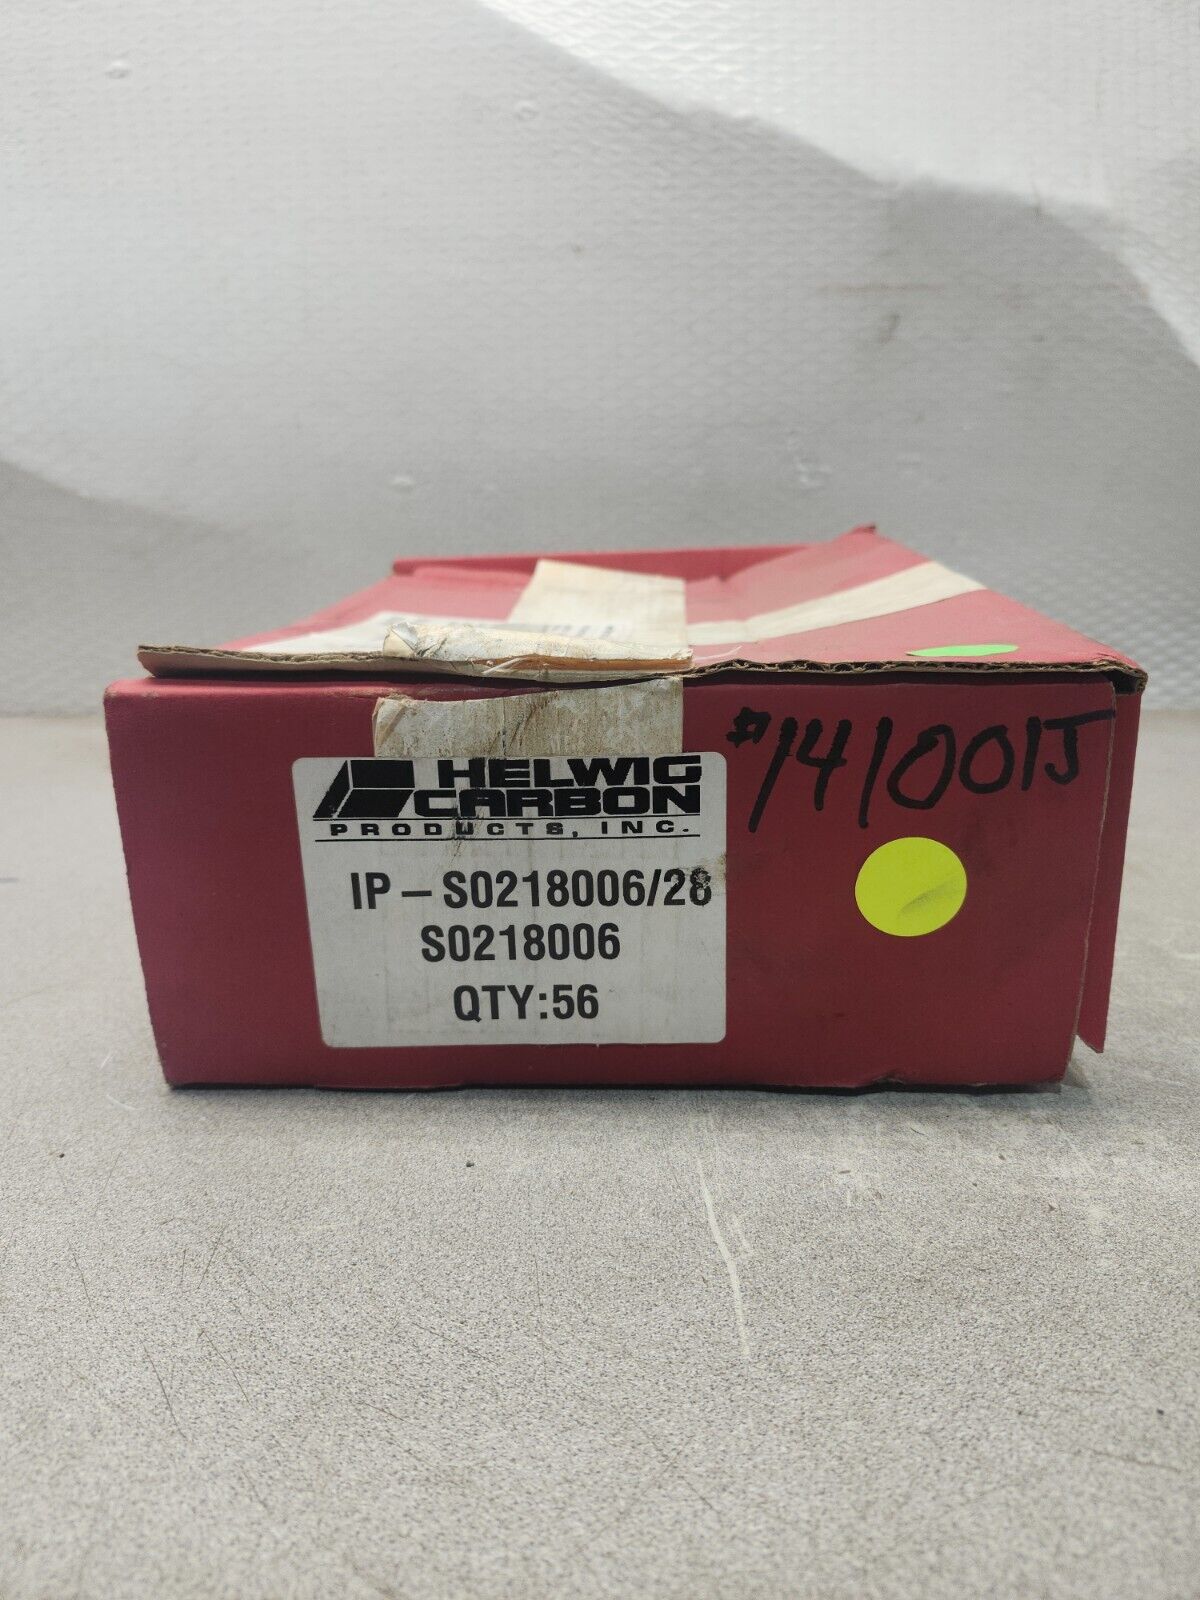 HELWIG
CARBON
PRODUCTS, INC.
#141001J
IP – S0218006/28
S0218006
QTY:56